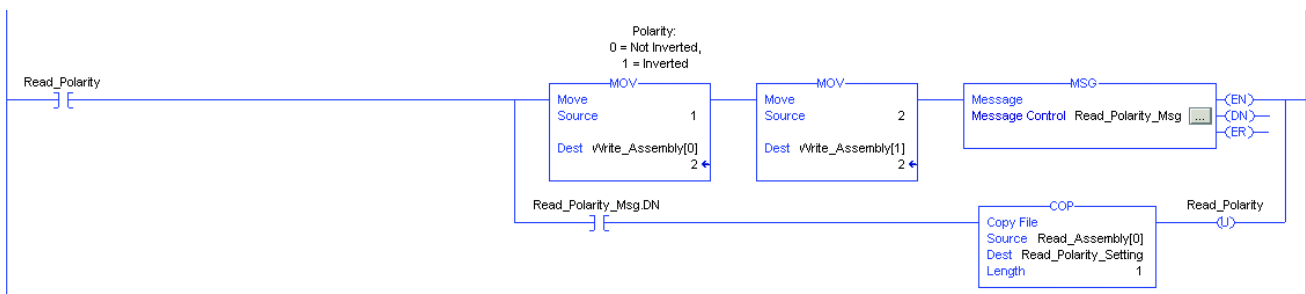 Polarity:
0 = Not Inverted,
1 = Inverted
Read_Polarity
MOV
Move
Source 1
Dest Write_Assembly[0]
2
MOV
Move
Source 2
Dest Write_Assembly[1]
2
MSG
Message
Message Control Read_Polarity_Msg ...
(EN)
(DN)
(ER)
Read_Polarity_Msg.DN
COP
Copy File
Source Read_Assembly[0]
Dest Read_Polarity_Setting
Length 1
Read_Polarity
(U)